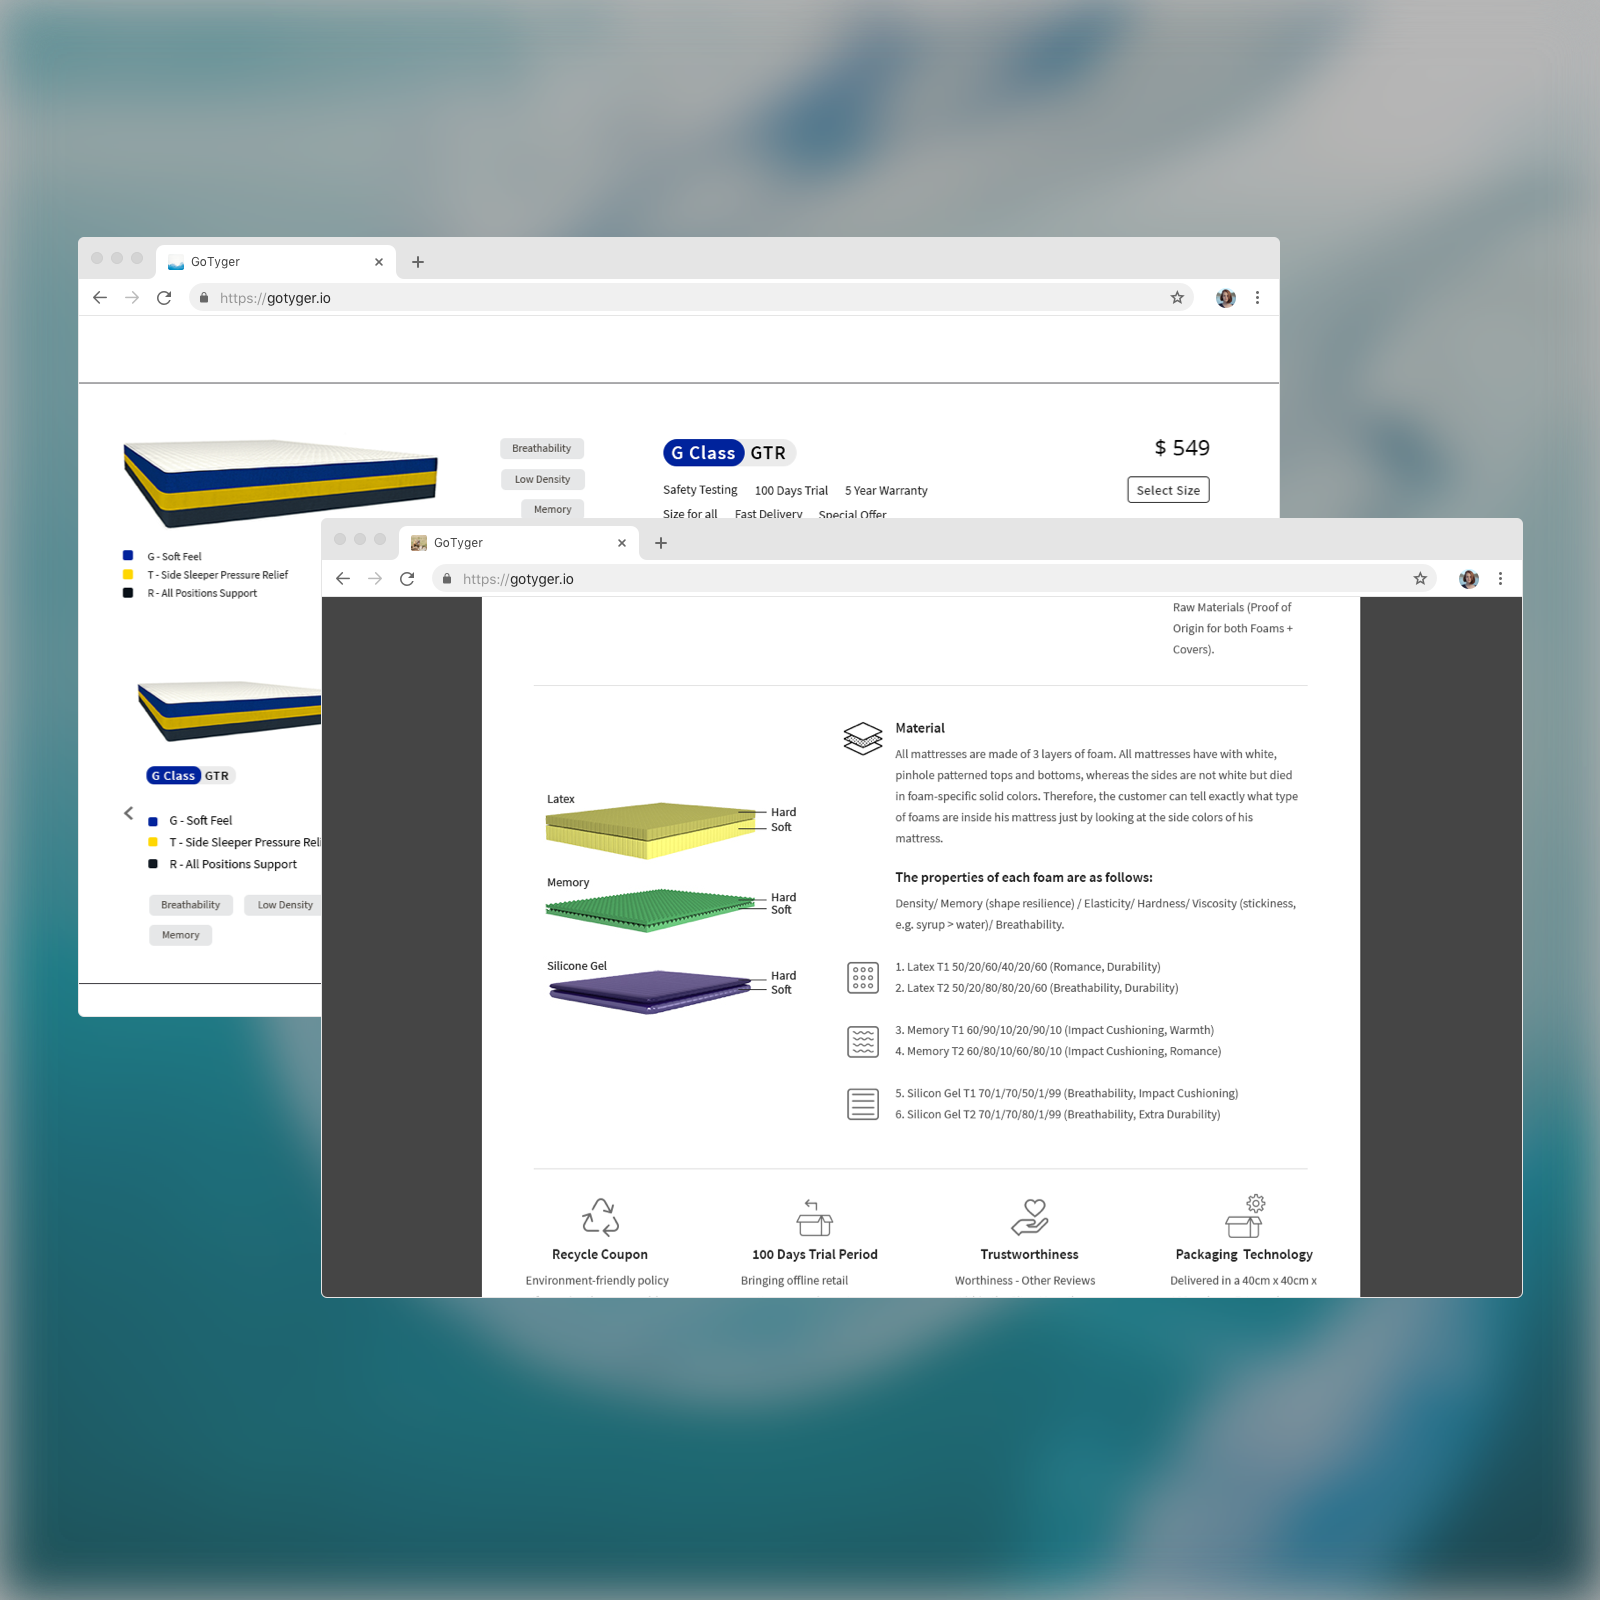 GoTyger
https://gotyger.io
Breathability
Low Density
Memory
G Class GTR
$ 549
Safety Testing 100 Days Trial 5 Year Warranty
Select Size
Size for all Fast Delivery Special Offer
G - Soft Feel
T - Side Sleeper Pressure Relief
R - All Positions Support
G Class GTR
G - Soft Feel
T - Side Sleeper Pressure Reli
R - All Positions Support
Breathability Low Density
Memory
GoTyger
https://gotyger.io
Raw Materials (Proof of
Origin for both Foams +
Covers).
Material
All mattresses are made of 3 layers of foam. All mattresses have with white,
pinhole patterned tops and bottoms, whereas the sides are not white but died
in foam-specific solid colors. Therefore, the customer can tell exactly what type
of foams are inside his mattress just by looking at the side colors of his
mattress.
Latex
Hard
Soft
Memory
Hard
Soft
Silicone Gel
Hard
Soft
The properties of each foam are as follows:
Density/ Memory (shape resilience) / Elasticity/ Hardness/ Viscosity (stickiness,
e.g. syrup > water)/ Breathability.
1. Latex T1 50/20/60/40/20/60 (Romance, Durability)
2. Latex T2 50/20/80/80/20/60 (Breathability, Durability)
3. Memory T1 60/90/10/20/90/10 (Impact Cushioning, Warmth)
4. Memory T2 60/80/10/60/80/10 (Impact Cushioning, Romance)
5. Silicon Gel T1 70/1/70/50/1/99 (Breathability, Impact Cushioning)
6. Silicon Gel T2 70/1/70/80/1/99 (Breathability, Extra Durability)
Recycle Coupon
Environment-friendly policy
100 Days Trial Period
Bringing offline retail
Trustworthiness
Worthiness - Other Reviews
Packaging Technology
Delivered in a 40cm x 40cm x